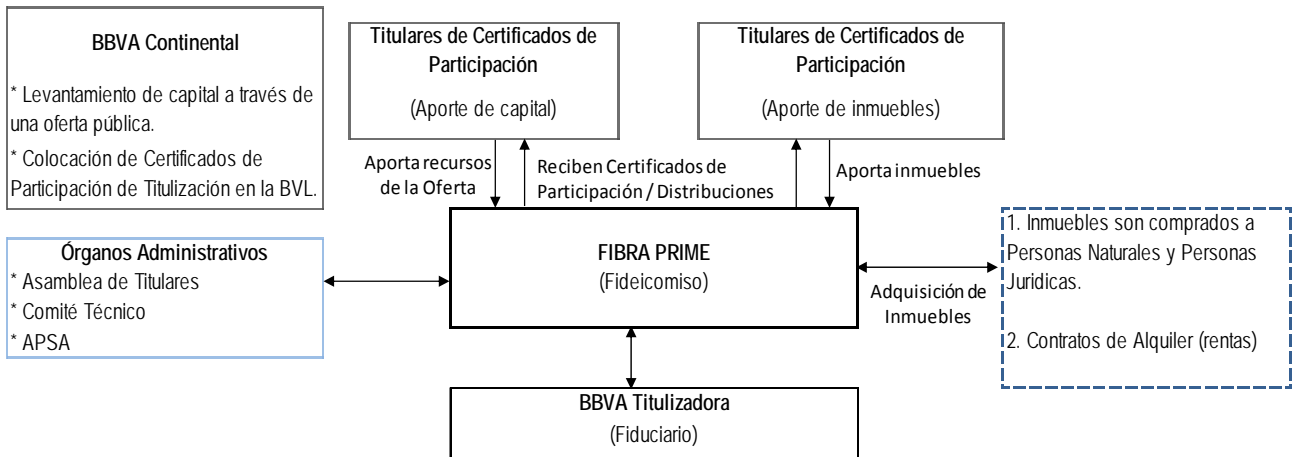 BBVA Continental
* Levantamiento de capital a través de
una oferta pública.
* Colocación de Certificados de
Participación de Titulización en la BVL.
Titulares de Certificados de
Participación
(Aporte de capital)
Titulares de Certificados de
Participación
(Aporte de inmuebles)
Aporta recursos
de la Oferta
Reciben Certificados de
Participación / Distribuciones
Aporta inmuebles
Órganos Administrativos
* Asamblea de Titulares
* Comité Técnico
* APSA
FIBRA PRIME
(Fideicomiso)
Adquisición de
Inmuebles
1. Inmuebles son comprados a
Personas Naturales y Personas
Jurídicas.
2. Contratos de Alquiler (rentas)
BBVA Titulizadora
(Fiduciario)